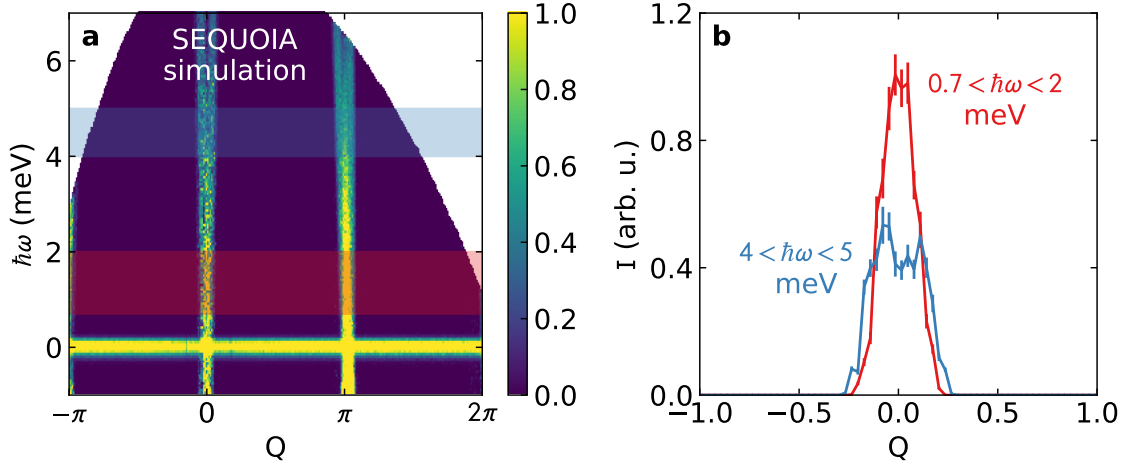 a
SEQUOIA
simulation
ħω (meV)
6
4
2
0
−π
0
π
2π
Q
1.0
0.8
0.6
0.4
0.2
0.0
b
I (arb. u.)
1.2
0.8
0.4
0.0
0.7 < ħω < 2
meV
4 < ħω < 5
meV
−1.0
−0.5
0.0
0.5
1.0
Q